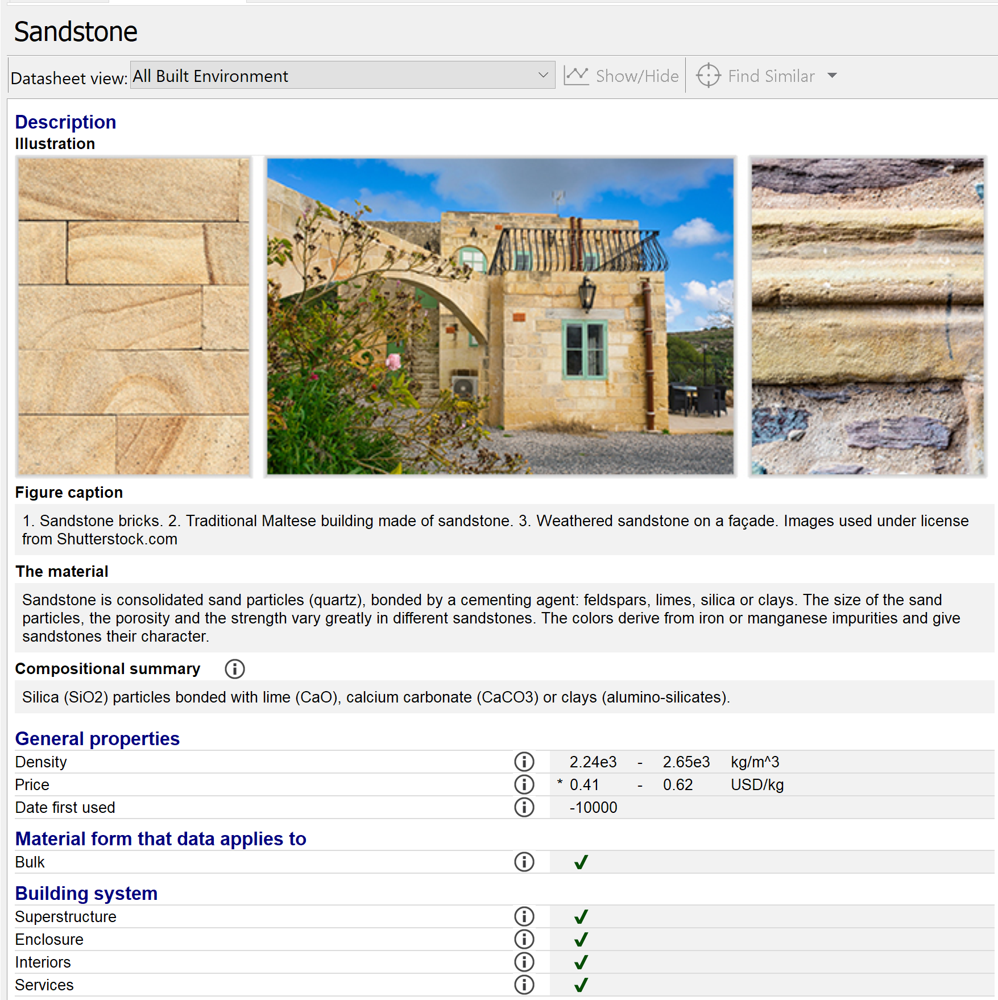 Sandstone
Datasheet view: All Built Environment Show/Hide Find Similar
Description
Illustration
Figure caption
1. Sandstone bricks. 2. Traditional Maltese building made of sandstone. 3. Weathered sandstone on a façade. Images used under license
from Shutterstock.com
The material
Sandstone is consolidated sand particles (quartz), bonded by a cementing agent: feldspars, limes, silica or clays. The size of the sand
particles, the porosity and the strength vary greatly in different sandstones. The colors derive from iron or manganese impurities and give
sandstones their character.
Compositional summary
Silica (SiO2) particles bonded with lime (CaO), calcium carbonate (CaCO3) or clays (alumino-silicates).
General properties
Density 2.24e3 - 2.65e3 kg/m^3
Price * 0.41 - 0.62 USD/kg
Date first used -10000
Material form that data applies to
Bulk ✓
Building system
Superstructure ✓
Enclosure ✓
Interiors ✓
Services ✓